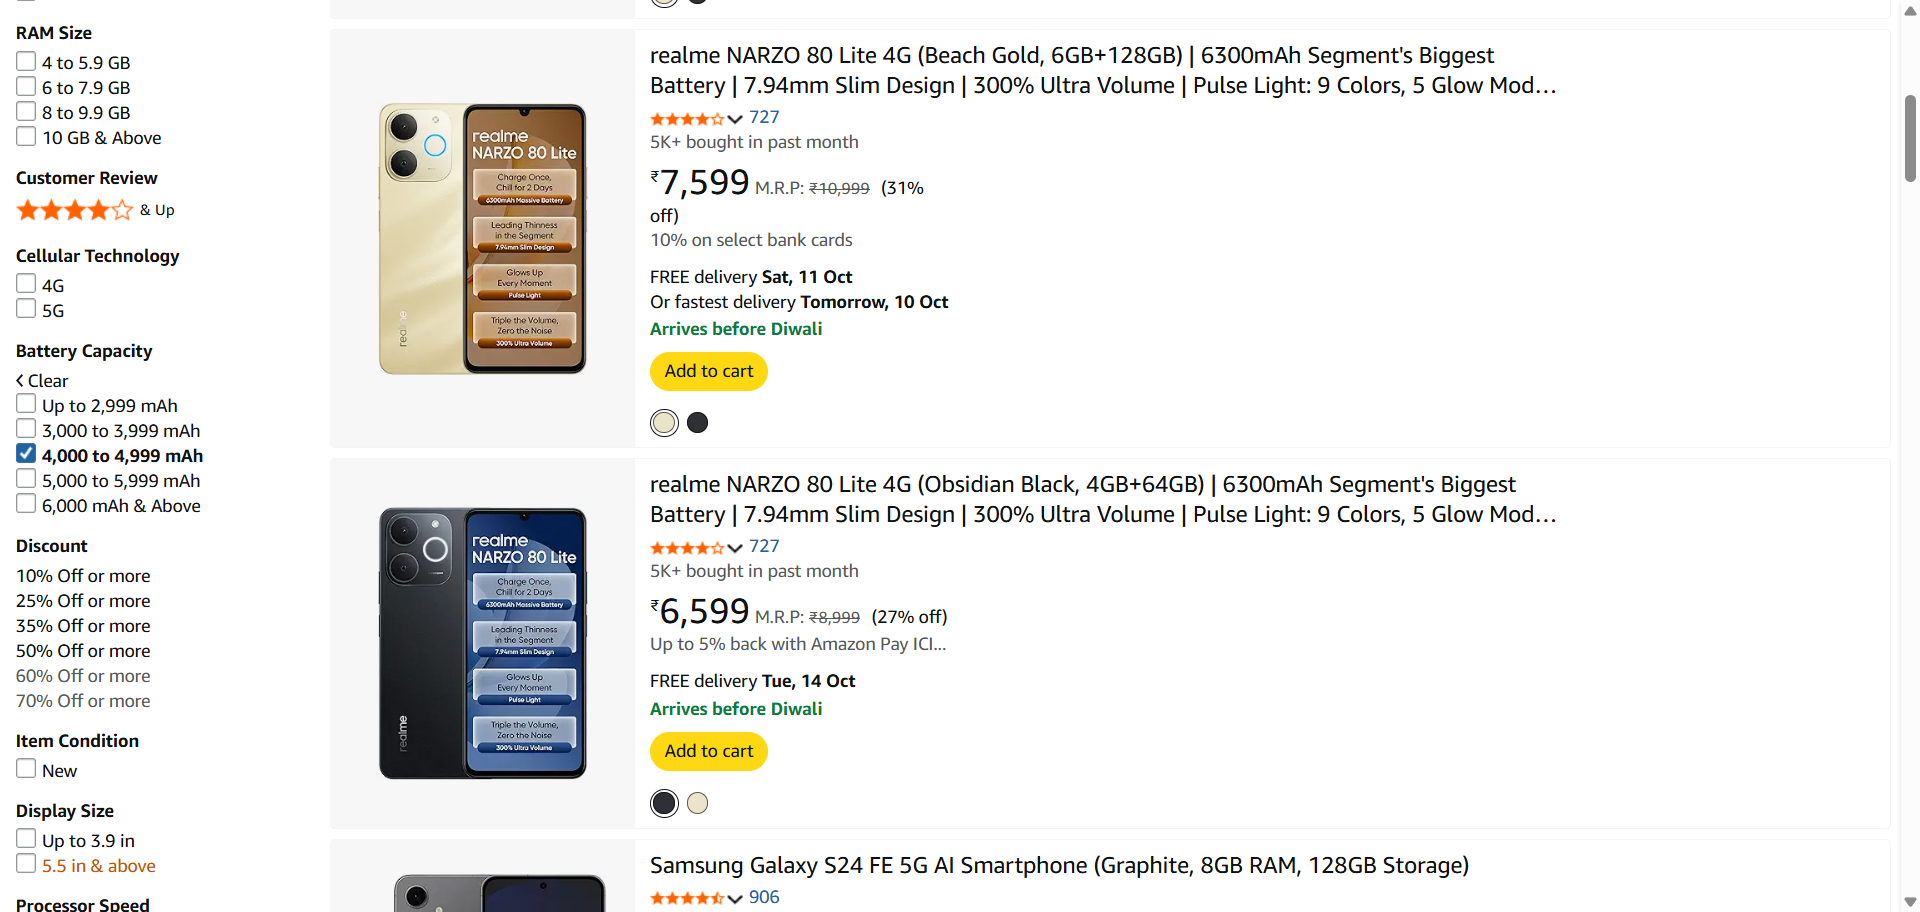 RAM Size
4 to 5.9 GB
6 to 7.9 GB
8 to 9.9 GB
10 GB & Above
Customer Review
& Up
Cellular Technology
4G
5G
Battery Capacity
Clear
Up to 2,999 mAh
3,000 to 3,999 mAh
4,000 to 4,999 mAh
5,000 to 5,999 mAh
6,000 mAh & Above
Discount
10% Off or more
25% Off or more
35% Off or more
50% Off or more
60% Off or more
70% Off or more
Item Condition
New
Display Size
Up to 3.9 in
5.5 in & above
Processor Speed
realme
realme
NARZO 80 Lite
Charge Once,
Chill for 2 Days
6300mAh Massive Battery
Leading Thinness
in the Segment
7.94mm Slim Design
Glows Up
Every Moment
Pulse Light
Triple the Volume,
Zero the Noise
300% Ultra Volume
realme NARZO 80 Lite 4G (Beach Gold, 6GB+128GB) | 6300mAh Segment's Biggest
Battery | 7.94mm Slim Design | 300% Ultra Volume | Pulse Light: 9 Colors, 5 Glow Mod…
727
5K+ bought in past month
₹7,599 M.R.P: ₹10,999 (31%
off)
10% on select bank cards
FREE delivery Sat, 11 Oct
Or fastest delivery Tomorrow, 10 Oct
Arrives before Diwali
Add to cart
realme
realme
NARZO 80 Lite
Charge Once,
Chill for 2 Days
6300mAh Massive Battery
Leading Thinness
in the Segment
7.94mm Slim Design
Glows Up
Every Moment
Pulse Light
Triple the Volume,
Zero the Noise
300% Ultra Volume
realme NARZO 80 Lite 4G (Obsidian Black, 4GB+64GB) | 6300mAh Segment's Biggest
Battery | 7.94mm Slim Design | 300% Ultra Volume | Pulse Light: 9 Colors, 5 Glow Mod…
727
5K+ bought in past month
₹6,599 M.R.P: ₹8,999 (27% off)
Up to 5% back with Amazon Pay ICI…
FREE delivery Tue, 14 Oct
Arrives before Diwali
Add to cart
Samsung Galaxy S24 FE 5G AI Smartphone (Graphite, 8GB RAM, 128GB Storage)
906